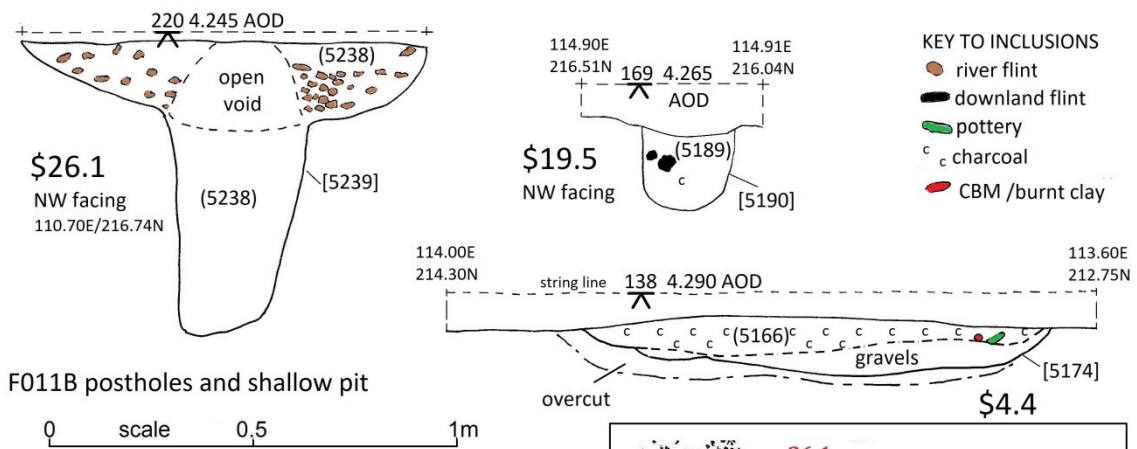 220 4.245 AOD
(5238)
open
void
$26.1
NW facing
110.70E/216.74N
(5238)
[5239]
114.90E
216.51N
114.91E
216.04N
169 4.265
AOD
$19.5
NW facing
(5189)
c
[5190]
KEY TO INCLUSIONS
river flint
downland flint
pottery
c c charcoal
CBM /burnt clay
114.00E
214.30N
string line 138 4.290 AOD
113.60E
212.75N
c c c c (5166) c c c c c c c
c c c c c
gravels
[5174]
overcut
$4.4
F011B postholes and shallow pit
0 scale 0.5 1m